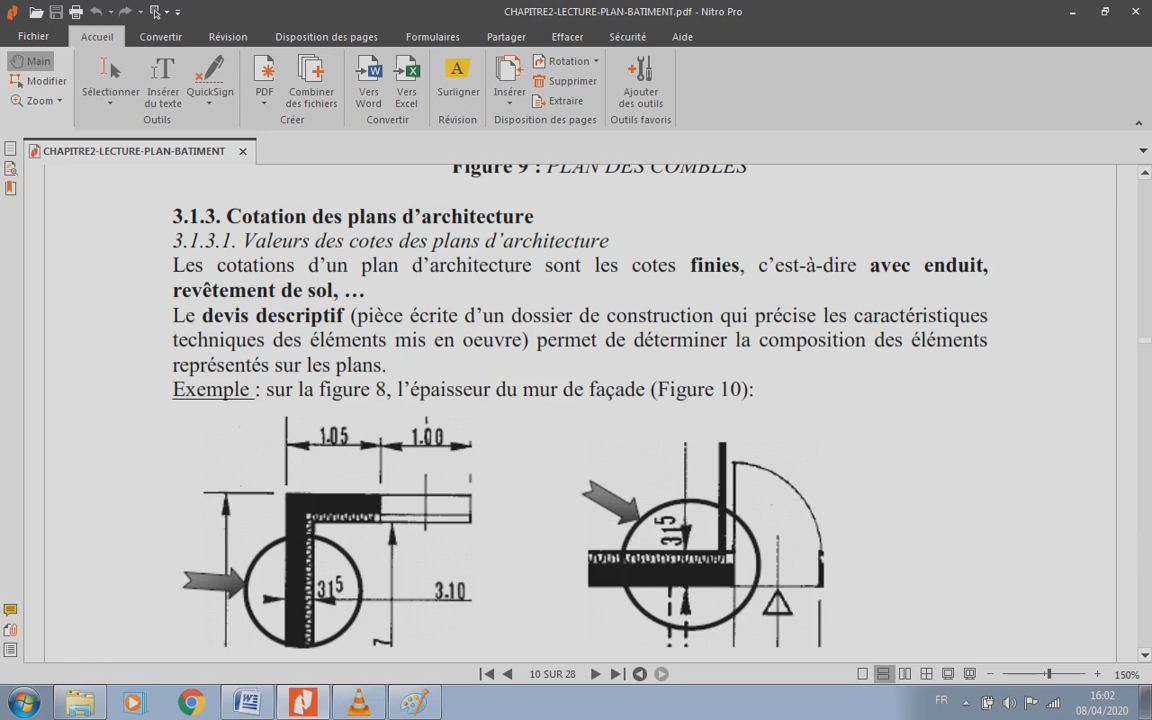 CHAPITRE2-LECTURE-PLAN-BATIMENT.pdf - Nitro Pro
Fichier Accueil Convertir Révision Disposition des pages Formulaires Partager Effacer Sécurité Aide
Main
Modifier
Zoom
Sélectionner
Insérer du texte
QuickSign
Outils
PDF
Combiner des fichiers
Créer
Vers Word
Vers Excel
Convertir
Surligner
Révision
Insérer
Rotation
Supprimer
Extraire
Disposition des pages
Ajouter des outils
Outils favoris
CHAPITRE2-LECTURE-PLAN-BATIMENT
Figure 9 : PLAN DES COMBLES
3.1.3. Cotation des plans d’architecture
3.1.3.1. Valeurs des cotes des plans d’architecture
Les cotations d’un plan d’architecture sont les cotes finies, c’est-à-dire avec enduit,
revêtement de sol, …
Le devis descriptif (pièce écrite d’un dossier de construction qui précise les caractéristiques
techniques des éléments mis en oeuvre) permet de déterminer la composition des éléments
représentés sur les plans.
Exemple : sur la figure 8, l’épaisseur du mur de façade (Figure 10):
1.05 1.00
315
3.10
7
315
10 SUR 28
150%
FR
16:02
08/04/2020